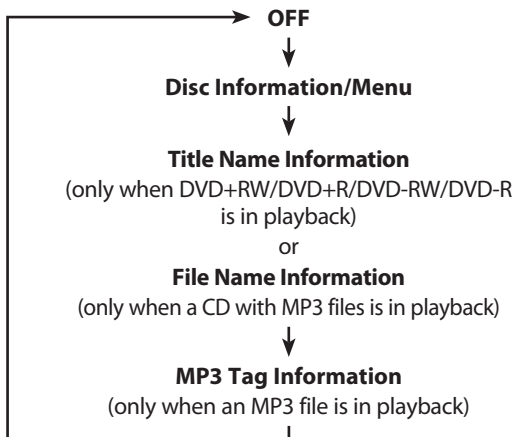 OFF
Disc Information/Menu
Title Name Information
(only when DVD+RW/DVD+R/DVD-RW/DVD-R
is in playback)
or
File Name Information
(only when a CD with MP3 files is in playback)
MP3 Tag Information
(only when an MP3 file is in playback)